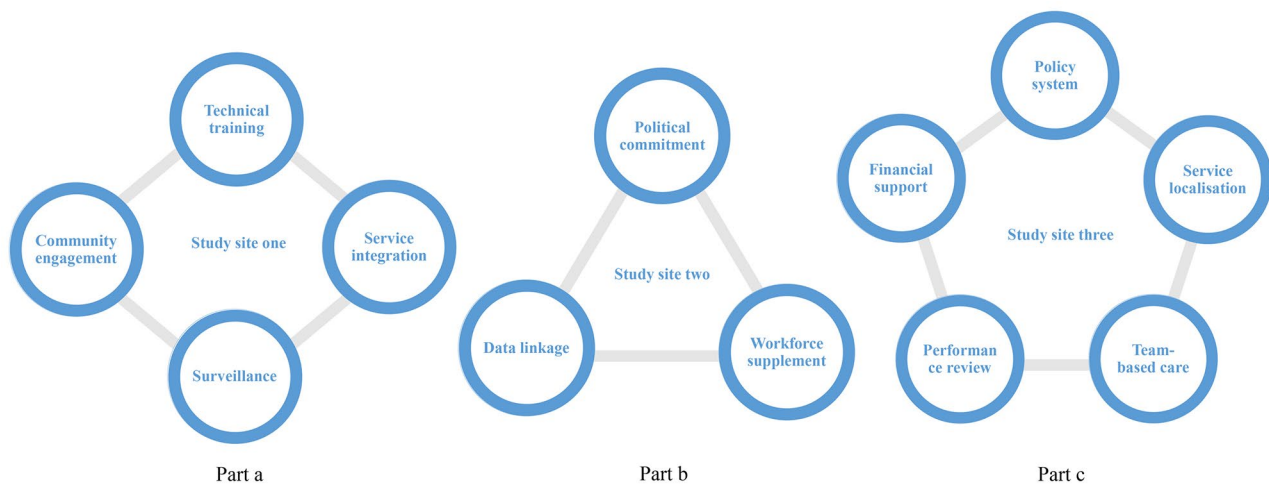 Technical
training
Community
engagement
Study site one
Service
integration
Surveillance
Part a
Political
commitment
Study site two
Data linkage
Workforce
supplement
Part b
Policy
system
Financial
support
Service
localisation
Study site three
Performan
ce review
Team-
based care
Part c